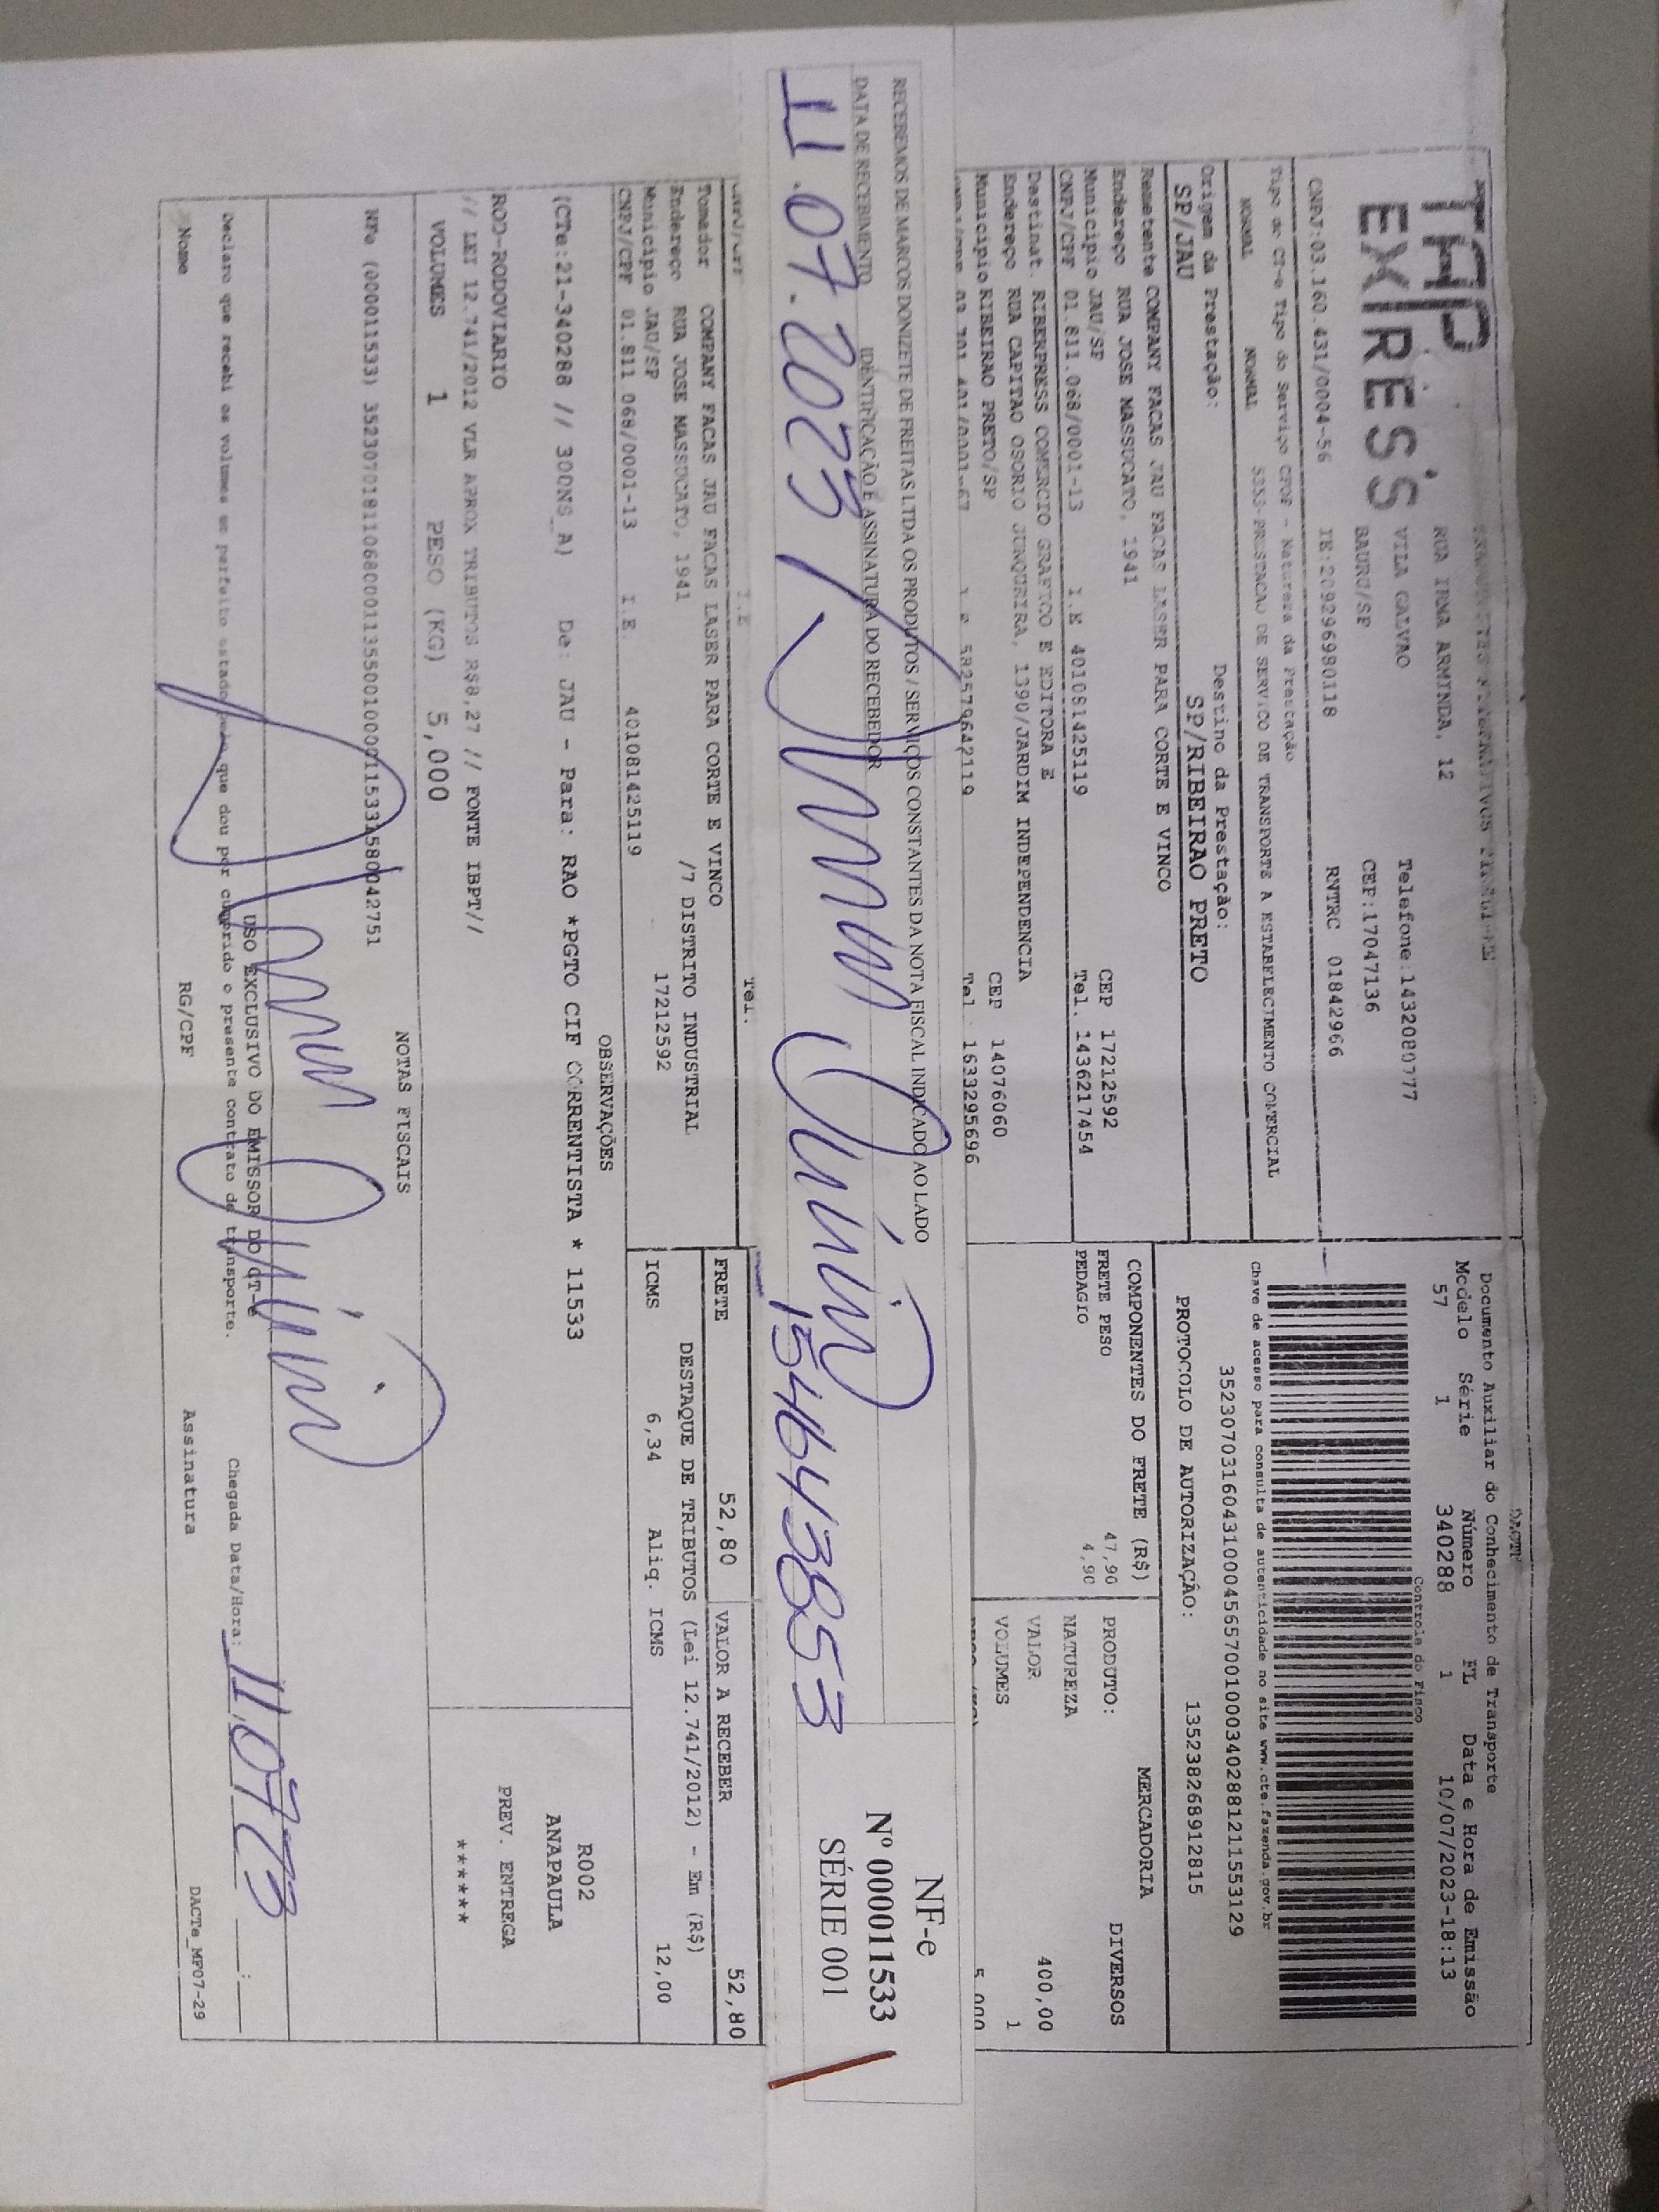 DACTE
TAP
EXPRESS
RUA IRMA ARMINDA, 12
VILA GALVAO
Telefone:1432080777
BAURU/SP
CEP:17047136
CNPJ:03.160.431/0004-56
IE:209296980118
RNTRC 01842966
Documento Auxiliar do Conhecimento de Transporte
Modelo Série Número FL Data e Hora de Emissão
57 1 340288 1 10/07/2023-18:13
Controle do Fisco
Chave de acesso para consulta de autenticidade no site www.cte.fazenda.gov.br
35230703160431000456570010003402881211553129
PROTOCOLO DE AUTORIZAÇÃO: 135238268912815
Tipo do CT-e Tipo do Serviço CFOP - Natureza da Prestação
NORMAL NORMAL 5353-PRESTACAO DE SERVICO DE TRANSPORTE A ESTABELECIMENTO COMERCIAL
Origem da Prestação: Destino da Prestação:
SP/JAU SP/RIBEIRAO PRETO
Remetente COMPANY FACAS JAU FACAS LASER PARA CORTE E VINCO
Endereço RUA JOSE MASSUCATO, 1941
Municipio JAU/SP CEP 17212592
CNPJ/CPF 01.811.068/0001-13 I.E 401081425119 Tel. 1436217454
Destinat. RIBERPRESS COMERCIO GRAFICO E EDITORA E
Endereço RUA CAPITAO OSORIO JUNQUEIRA, 1390/JARDIM INDEPENDENCIA
Municipio RIBEIRAO PRETO/SP CEP 14076060
582579642119 Tel. 1633295696
COMPONENTES DO FRETE (R$)
FRETE PESO 47,90
PEDAGIO 4,90
MERCADORIA
PRODUTO: DIVERSOS
NATUREZA
VALOR 400,00
VOLUMES 1
5,000
RECEBEMOS DE MARCOS DONIZETE DE FREITAS LTDA OS PRODUTOS / SERVIÇOS CONSTANTES DA NOTA FISCAL INDICADO AO LADO
DATA DE RECEBIMENTO IDENTIFICAÇÃO E ASSINATURA DO RECEBEDOR
11.07.2023
NF-e
Nº 000011533
SÉRIE 001
I.E Tel.
Tomador COMPANY FACAS JAU FACAS LASER PARA CORTE E VINCO
Endereço RUA JOSE MASSUCATO, 1941 /7 DISTRITO INDUSTRIAL
Municipio JAU/SP 17212592
CNPJ/CPF 01.811 068/0001-13 I.E. 401081425119
FRETE 52,80 VALOR A RECEBER 52,80
DESTAQUE DE TRIBUTOS (Lei 12.741/2012) - Em (R$)
ICMS 6,34 Aliq. ICMS 12,00
OBSERVAÇÕES
(CTe:21-340288 // 300NS_A) De: JAU - Para: RAO *PGTO CIF CORRENTISTA * 11533
ROD-RODOVIARIO
// LEI 12.741/2012 VLR APROX TRIBUTOS R$8,27 // FONTE IBPT//
R002
ANAPAULA
PREV. ENTREGA
******
VOLUMES 1 PESO (KG) 5,000
NOTAS FISCAIS
NFe (000011533) 35230701811068000113550010000115331580042751
USO EXCLUSIVO DO EMISSOR DO CT-e
Declaro que recebi os volumes em perfeito estado que dou por cumprido o presente contrato de transporte.
Chegada Data/Hora: 11.07.23 :
Nome RG/CPF Assinatura
DACTe_MF07-29